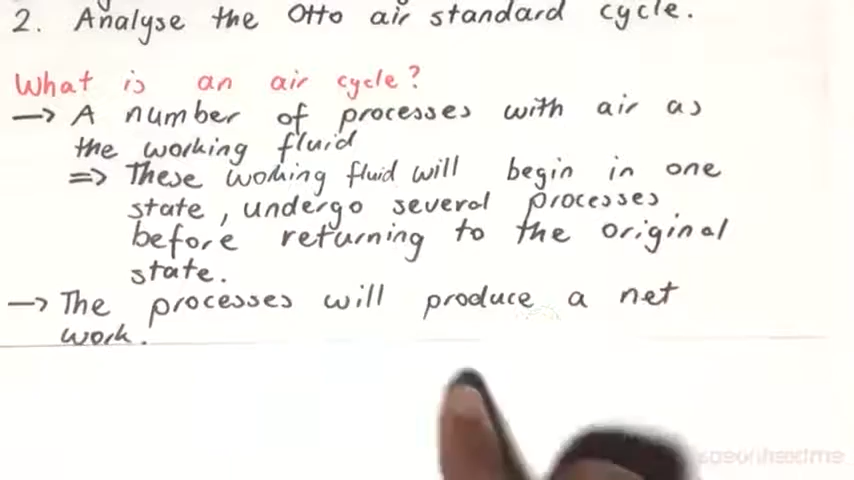 2. Analyse the Otto air standard cycle.
What is an air cycle?
→ A number of processes with air as
the working fluid
⇒ These working fluid will begin in one
state, undergo several processes
before returning to the original
state.
→ The processes will produce a net
work.